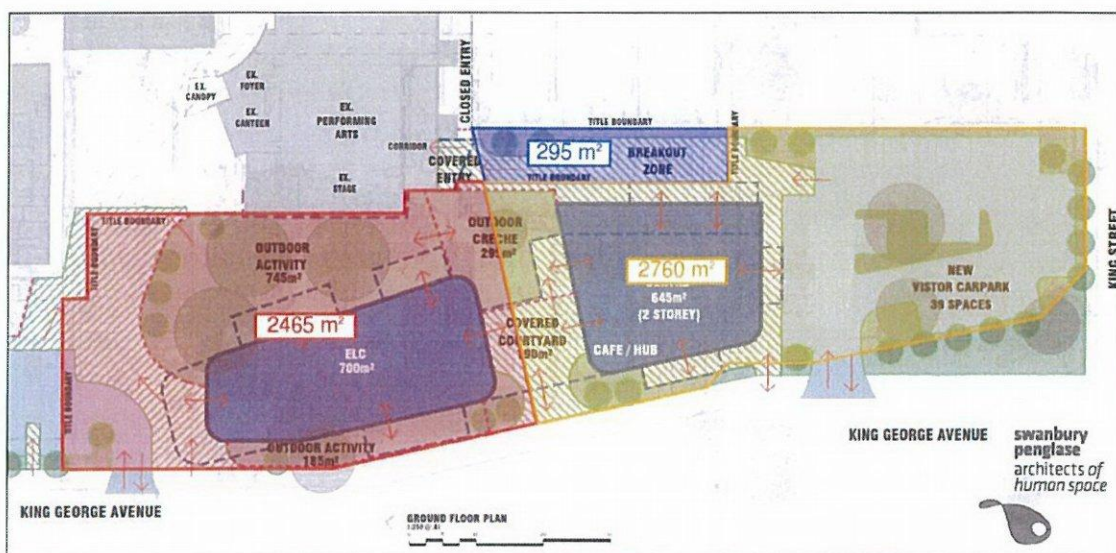 EX.
CANOPY
EX.
FOYER
EX.
CANTEEN
EX.
PERFORMING
ARTS
EX.
STAGE
CLOSED ENTRY
CORRIDOR
COVERED
ENTRY
TITLE BOUNDARY
295 m²
BREAKOUT
ZONE
TITLE BOUNDARY
TITLE BOUNDARY
TITLE BOUNDARY
TITLE BOUNDARY
OUTDOOR
ACTIVITY
745m²
OUTDOOR
CRECHE
2465 m²
2760 m²
645m²
(2 STOREY)
NEW
VISTOR CARPARK
39 SPACES
KING STREET
ELC
700m²
COVERED
COURTYARD
CAFE / HUB
TITLE BOUNDARY
OUTDOOR ACTIVITY
185m²
KING GEORGE AVENUE
KING GEORGE AVENUE
swanbury
penglase
architects of
human space
GROUND FLOOR PLAN